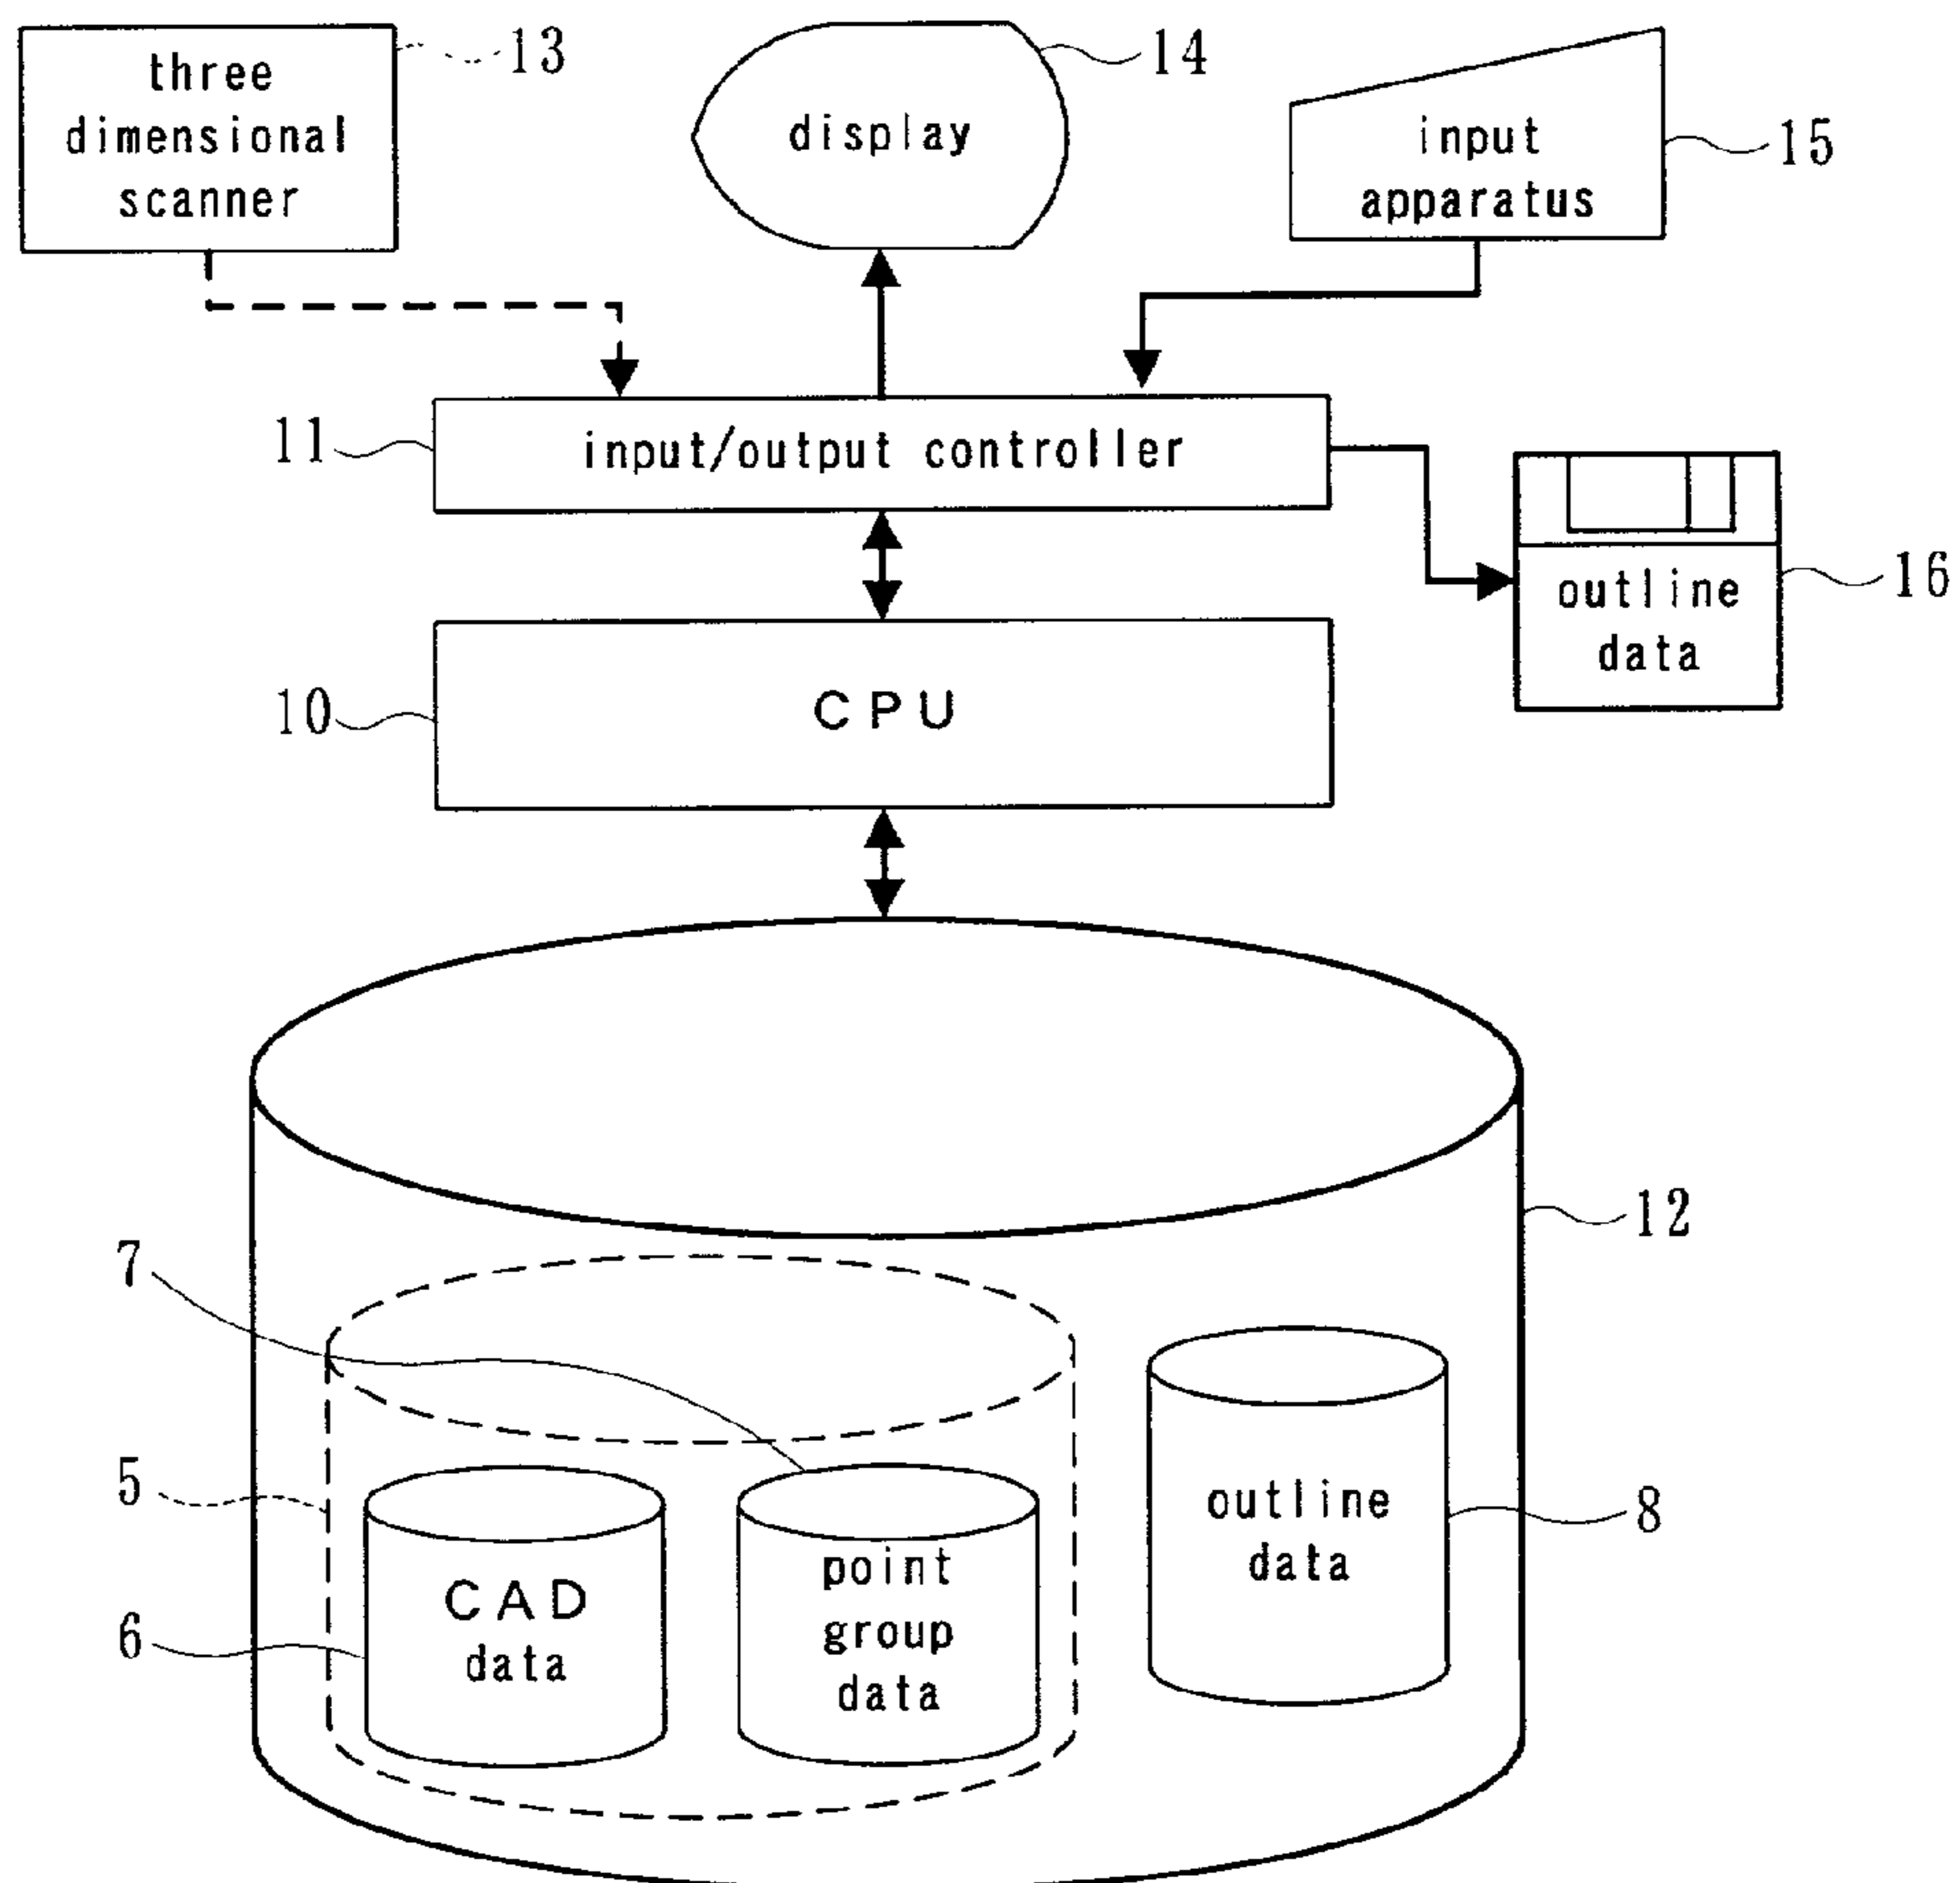 three
dimensional
scanner
13
display
14
input
apparatus
15
11
input/output controller
outline
data
16
10
CPU
12
7
5
6
CAD
data
point
group
data
outline
data
8